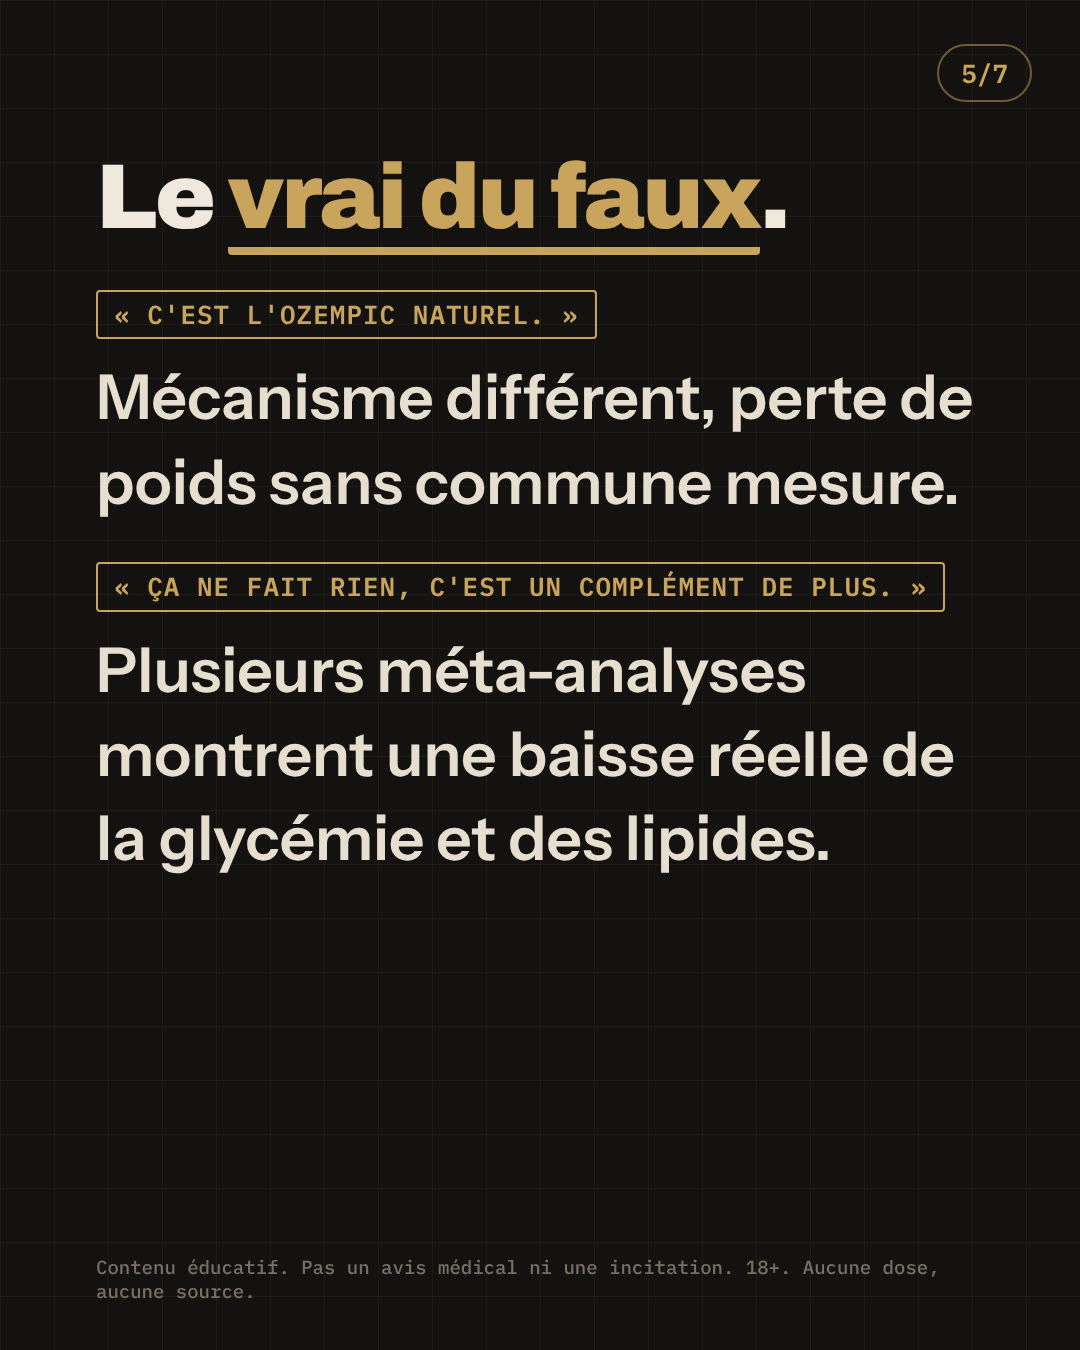 5/7
Le vrai du faux.
« C'EST L'OZEMPIC NATUREL. »
Mécanisme différent, perte de
poids sans commune mesure.
« ÇA NE FAIT RIEN, C'EST UN COMPLÉMENT DE PLUS. »
Plusieurs méta-analyses
montrent une baisse réelle de
la glycémie et des lipides.
Contenu éducatif. Pas un avis médical ni une incitation. 18+. Aucune dose,
aucune source.